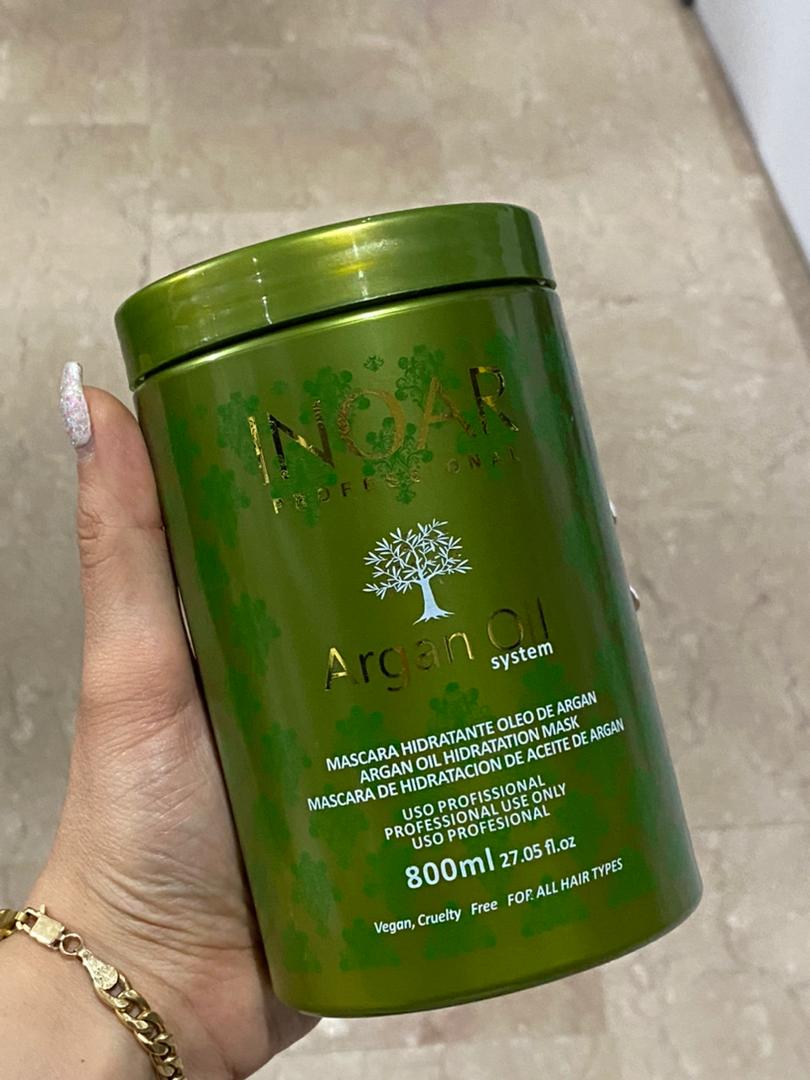 INOAR
PROFESSIONAL
Argan Oil
system
MASCARA HIDRATANTE OLEO DE ARGAN
ARGAN OIL HIDRATATION MASK
MASCARA DE HIDRATACION DE ACEITE DE ARGAN
USO PROFISSIONAL
PROFESSIONAL USE ONLY
USO PROFESIONAL
800ml 27.05 fl.oz
Vegan, Cruelty Free FOR ALL HAIR TYPES